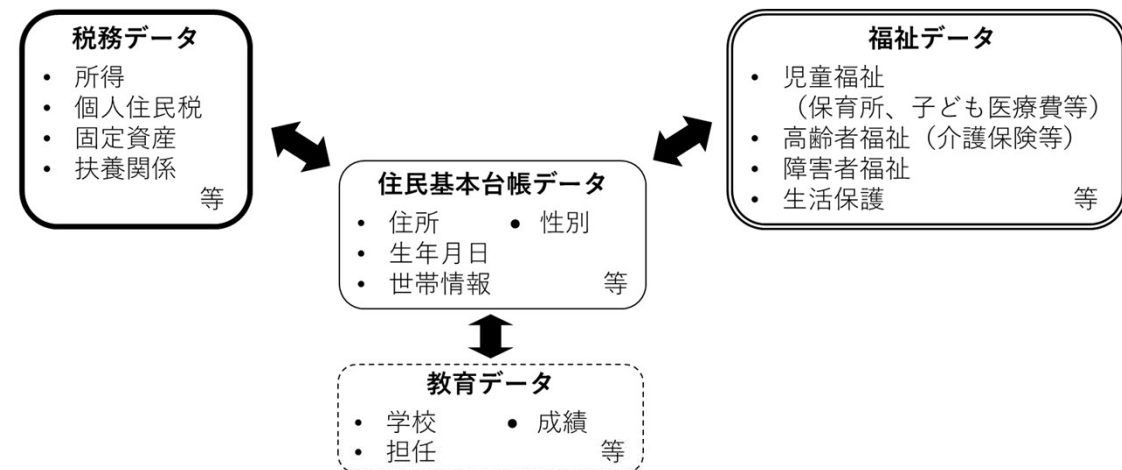 税務データ
• 所得
• 個人住民税
• 固定資産
• 扶養関係
等
福祉データ
• 児童福祉
（保育所、子ども医療費等）
• 高齢者福祉（介護保険等）
• 障害者福祉
• 生活保護 等
住民基本台帳データ
• 住所 • 性別
• 生年月日
• 世帯情報 等
教育データ
• 学校 • 成績
• 担任 等